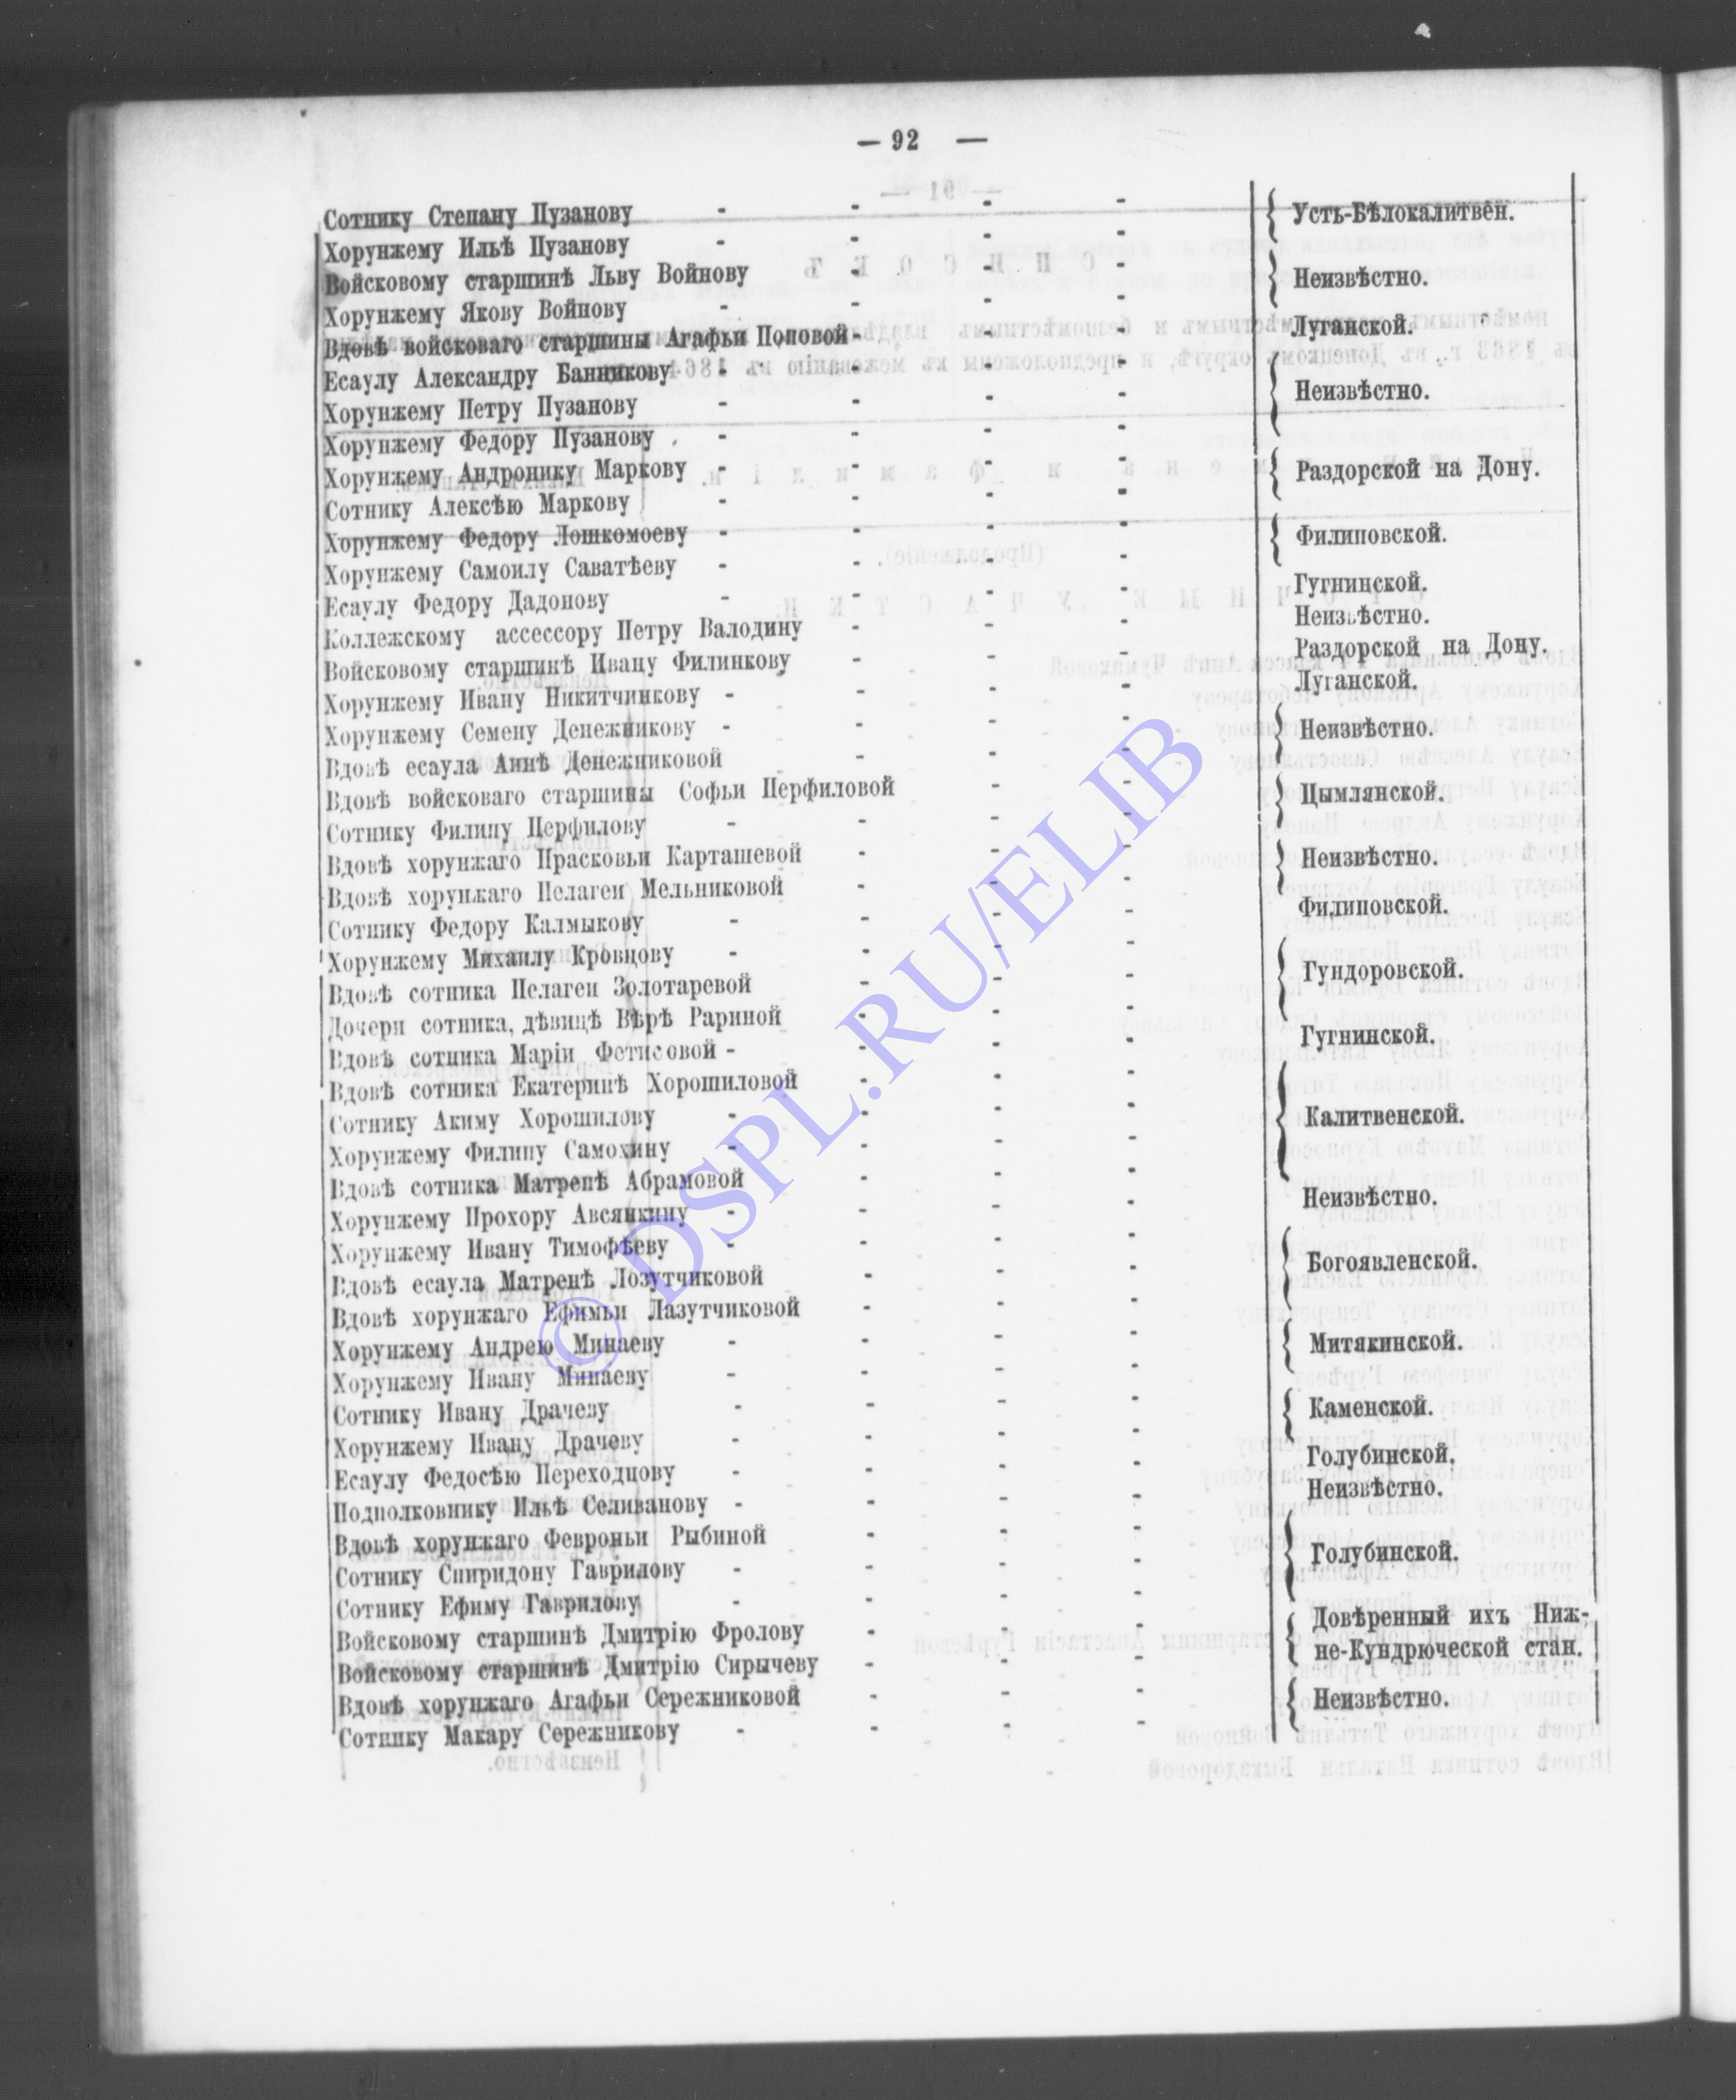 — 92 —
Сотнику Степану Пузанову - - - - Усть-Бѣлокалитвен.
Хорунжему Ильѣ Пузанову - - - -
Войсковому старшинѣ Льву Войнову - - - Неизвѣстно.
Хорунжему Якову Войнову - - - -
Вдовѣ войсковаго старшины Агафьи Поповой - - - Луганской.
Есаулу Александру Банникову - - - - Неизвѣстно.
Хорунжему Петру Пузанову - - - -
Хорунжему Федору Пузанову - - - -
Хорунжему Андронику Маркову - - - - Раздорской на Дону.
Сотнику Алексѣю Маркову - - - -
Хорунжему Федору Лошкомоеву - - - - Филиповской.
Хорунжему Самоилу Саватѣеву - - - -
Есаулу Федору Дадонову - - - - Гугнинской.
Коллежскому ассессору Петру Валодину - - - Неизвѣстно.
Войсковому старшинѣ Ивану Филинкову - - - Раздорской на Дону.
Хорунжему Ивану Никитчинкову - - - - Луганской.
Хорунжему Семену Денежникову - - - - Неизвѣстно.
Вдовѣ есаула Аннѣ Денежниковой - - -
Вдовѣ войсковаго старшины Софьи Перфиловой - - Цымлянской.
Сотнику Филипу Перфилову - - - -
Вдовѣ хорунжаго Прасковьи Карташевой - - - Неизвѣстно.
Вдовѣ хорунжаго Пелагеи Мельниковой - - -
Сотнику Федору Калмыкову - - - - Филиповской.
Хорунжему Михаилу Кровцову - - - - Гундоровской.
Вдовѣ сотника Пелагеи Золотаревой - - -
Дочери сотника, дѣвицѣ Вѣрѣ Рариной - - -
Вдовѣ сотника Маріи Фетисовой - - - - Гугнинской.
Вдовѣ сотника Екатеринѣ Хорошиловой - - - Калитвенской.
Сотнику Акиму Хорошилову - - - -
Хорунжему Филипу Самохину - - - -
Вдовѣ сотника Матренѣ Абрамовой - - -
Хорунжему Прохору Авсянкину - - - - Неизвѣстно.
Хорунжему Ивану Тимофѣеву - - - - Богоявленской.
Вдовѣ есаула Матренѣ Лозутчиковой - - -
Вдовѣ хорунжаго Ефимьи Лазутчиковой - - -
Хорунжему Андрею Минаеву - - - - Митякинской.
Хорунжему Ивану Минаеву - - - -
Сотнику Ивану Драчеву - - - - Каменской.
Хорунжему Ивану Драчеву - - - -
Есаулу Федосѣю Переходцову - - - - Голубинской.
Подполковнику Ильѣ Селиванову - - - - Неизвѣстно.
Вдовѣ хорунжаго Февроньи Рыбиной - - - Голубинской.
Сотнику Спиридону Гаврилову - - - -
Сотнику Ефиму Гаврилову - - - -
Войсковому старшинѣ Дмитрію Фролову - - - Довѣренный ихъ Ниж-
Войсковому старшинѣ Дмитрію Сирычеву - - - не-Кундрюческой стан.
Вдовѣ хорунжаго Агафьи Сережниковой - - - Неизвѣстно.
Сотнику Макару Сережникову - - - -
© DSPL.RU/ELIB